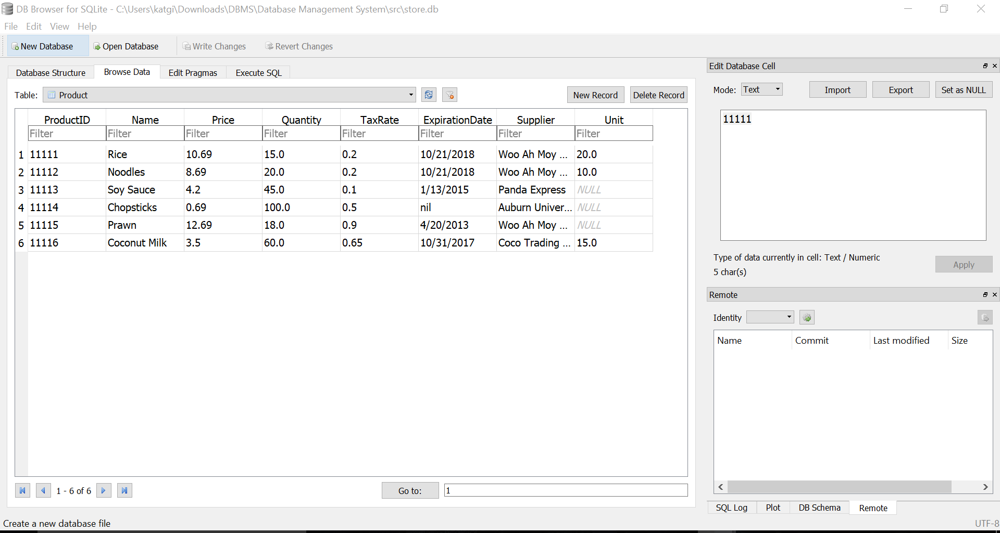 DB Browser for SQLite - C:\Users\katgi\Downloads\DBMS\Database Management System\src\store.db
File Edit View Help
New Database Open Database Write Changes Revert Changes
Database Structure Browse Data Edit Pragmas Execute SQL
Table: Product New Record Delete Record
ProductID Name Price Quantity TaxRate ExpirationDate Supplier Unit
Filter Filter Filter Filter Filter Filter Filter Filter
1 11111 Rice 10.69 15.0 0.2 10/21/2018 Woo Ah Moy ... 20.0
2 11112 Noodles 8.69 20.0 0.2 10/21/2018 Woo Ah Moy ... 10.0
3 11113 Soy Sauce 4.2 45.0 0.1 1/13/2015 Panda Express NULL
4 11114 Chopsticks 0.69 100.0 0.5 nil Auburn Univer... NULL
5 11115 Prawn 12.69 18.0 0.9 4/20/2013 Woo Ah Moy ... NULL
6 11116 Coconut Milk 3.5 60.0 0.65 10/31/2017 Coco Trading ... 15.0
1 - 6 of 6 Go to: 1
Edit Database Cell
Mode: Text Import Export Set as NULL
11111
Type of data currently in cell: Text / Numeric
5 char(s)
Apply
Remote
Identity
Name Commit Last modified Size
SQL Log Plot DB Schema Remote
Create a new database file
UTF-8